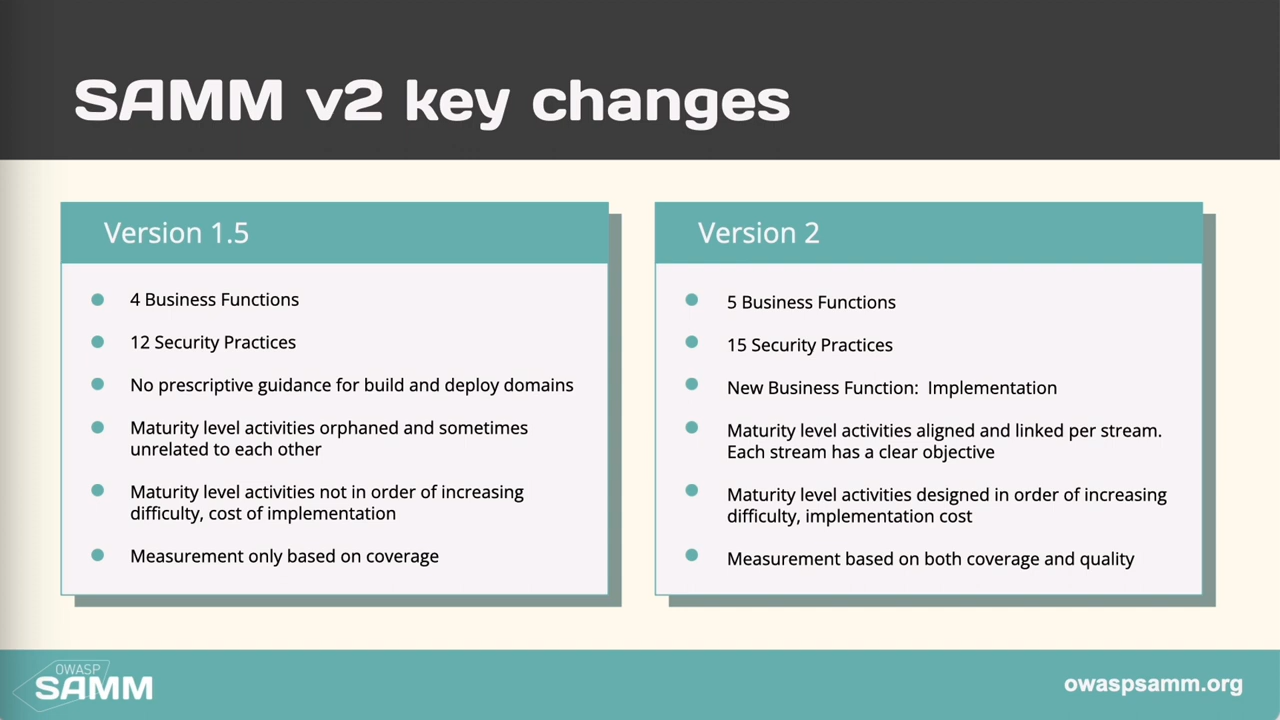 SAMM v2 key changes
Version 1.5
4 Business Functions
12 Security Practices
No prescriptive guidance for build and deploy domains
Maturity level activities orphaned and sometimes
unrelated to each other
Maturity level activities not in order of increasing
difficulty, cost of implementation
Measurement only based on coverage
Version 2
5 Business Functions
15 Security Practices
New Business Function: Implementation
Maturity level activities aligned and linked per stream.
Each stream has a clear objective
Maturity level activities designed in order of increasing
difficulty, implementation cost
Measurement based on both coverage and quality
OWASP
SAMM
owaspsamm.org